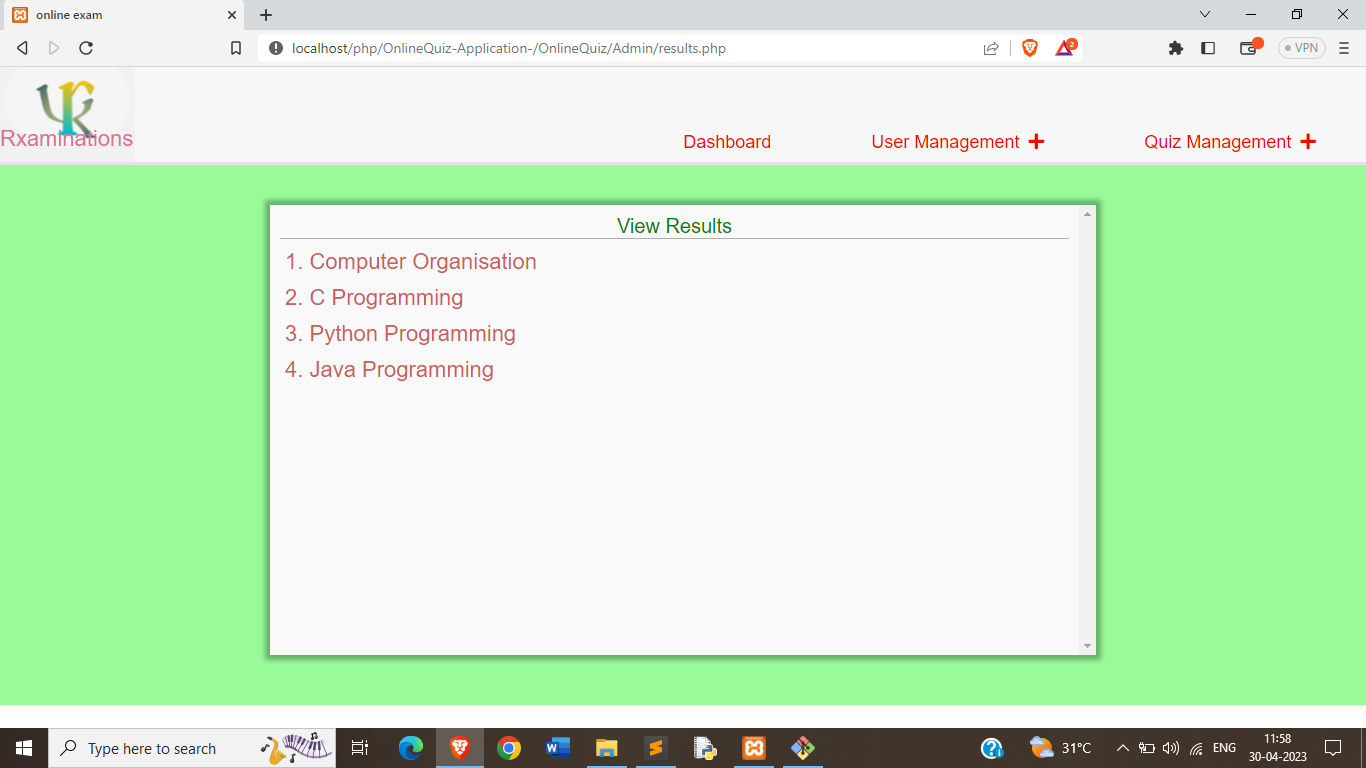 online exam
localhost/php/OnlineQuiz-Application-/OnlineQuiz/Admin/results.php
2
VPN
Rxaminations
Dashboard
User Management
Quiz Management
View Results
1. Computer Organisation
2. C Programming
3. Python Programming
4. Java Programming
Type here to search
31°C
ENG
11:58
30-04-2023